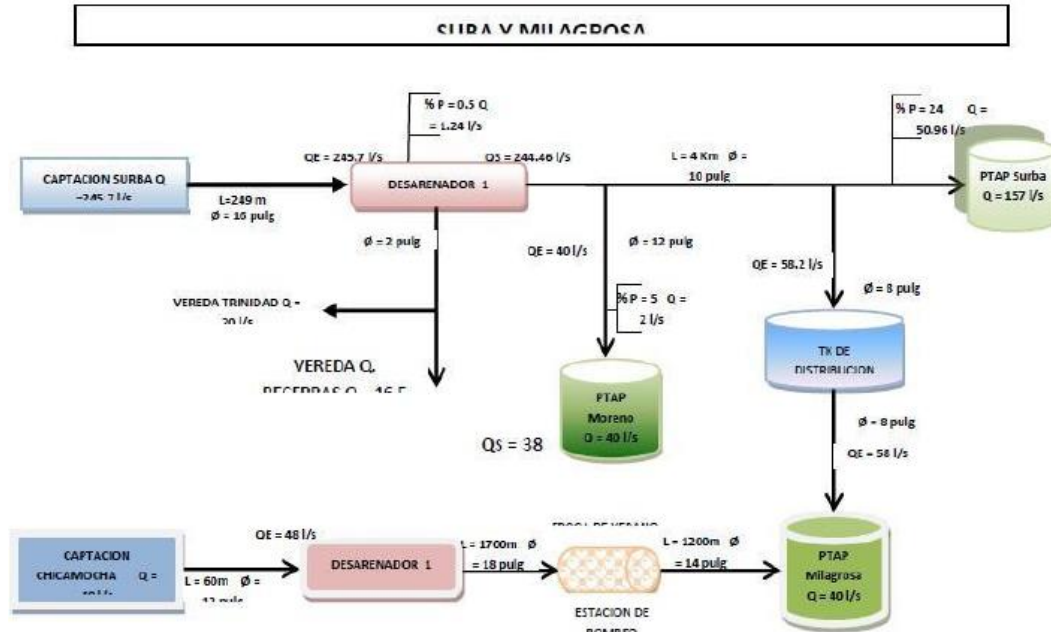 % P = 0.5 Q
= 1.24 l/s
% P = 24 Q =
50.96 l/s
QE = 245.7 l/s
QS = 244.46 l/s
L = 4 Km Ø =
10 pulg
CAPTACION SURBA Q
DESARENADOR 1
PTAP Surba
Q = 157 l/s
L=249 m
Ø = 16 pulg
Ø = 2 pulg
QE = 40 l/s
Ø = 12 pulg
QE = 58.2 l/s
Ø = 8 pulg
VEREDA TRINIDAD Q =
20 l/s
% P = 5 Q =
2 l/s
VEREDA Q.
TK DE
DISTRIBUCION
PTAP
Moreno
Q = 40 l/s
Qs = 38
Ø = 8 pulg
QE = 58 l/s
QE = 48 l/s
CAPTACION
CHICAMOCHA Q =
L = 60m Ø =
DESARENADOR 1
L = 1700m Ø
= 18 pulg
L = 1200m Ø
= 14 pulg
ESTACION DE
PTAP
Milagrosa
Q = 40 l/s